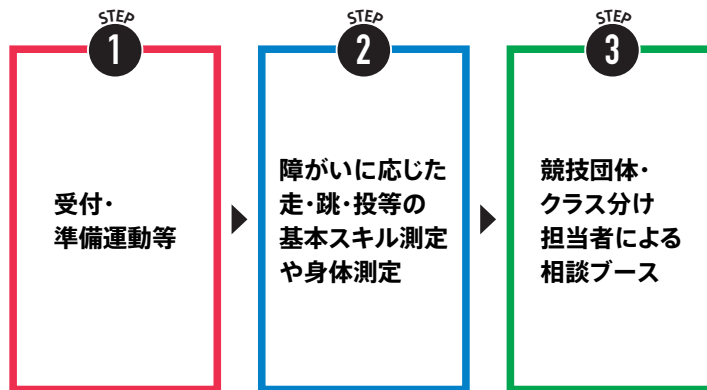 STEP
1
受付・
準備運動等
STEP
2
障がいに応じた
走・跳・投等の
基本スキル測定
や身体測定
STEP
3
競技団体・
クラス分け
担当者による
相談ブース